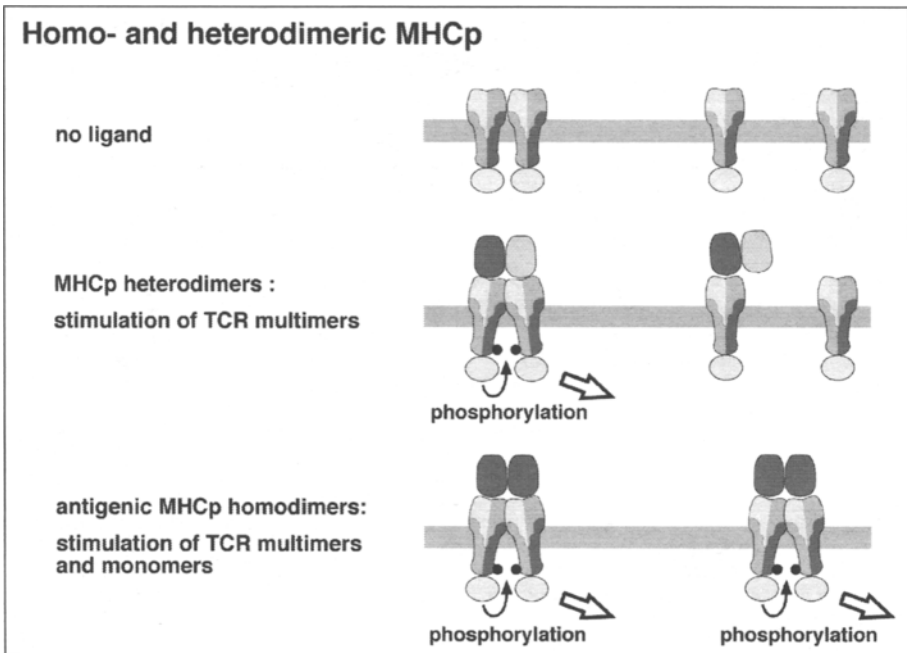 Homo- and heterodimeric MHCp
no ligand
MHCp heterodimers :
stimulation of TCR multimers
phosphorylation
antigenic MHCp homodimers:
stimulation of TCR multimers
and monomers
phosphorylation
phosphorylation